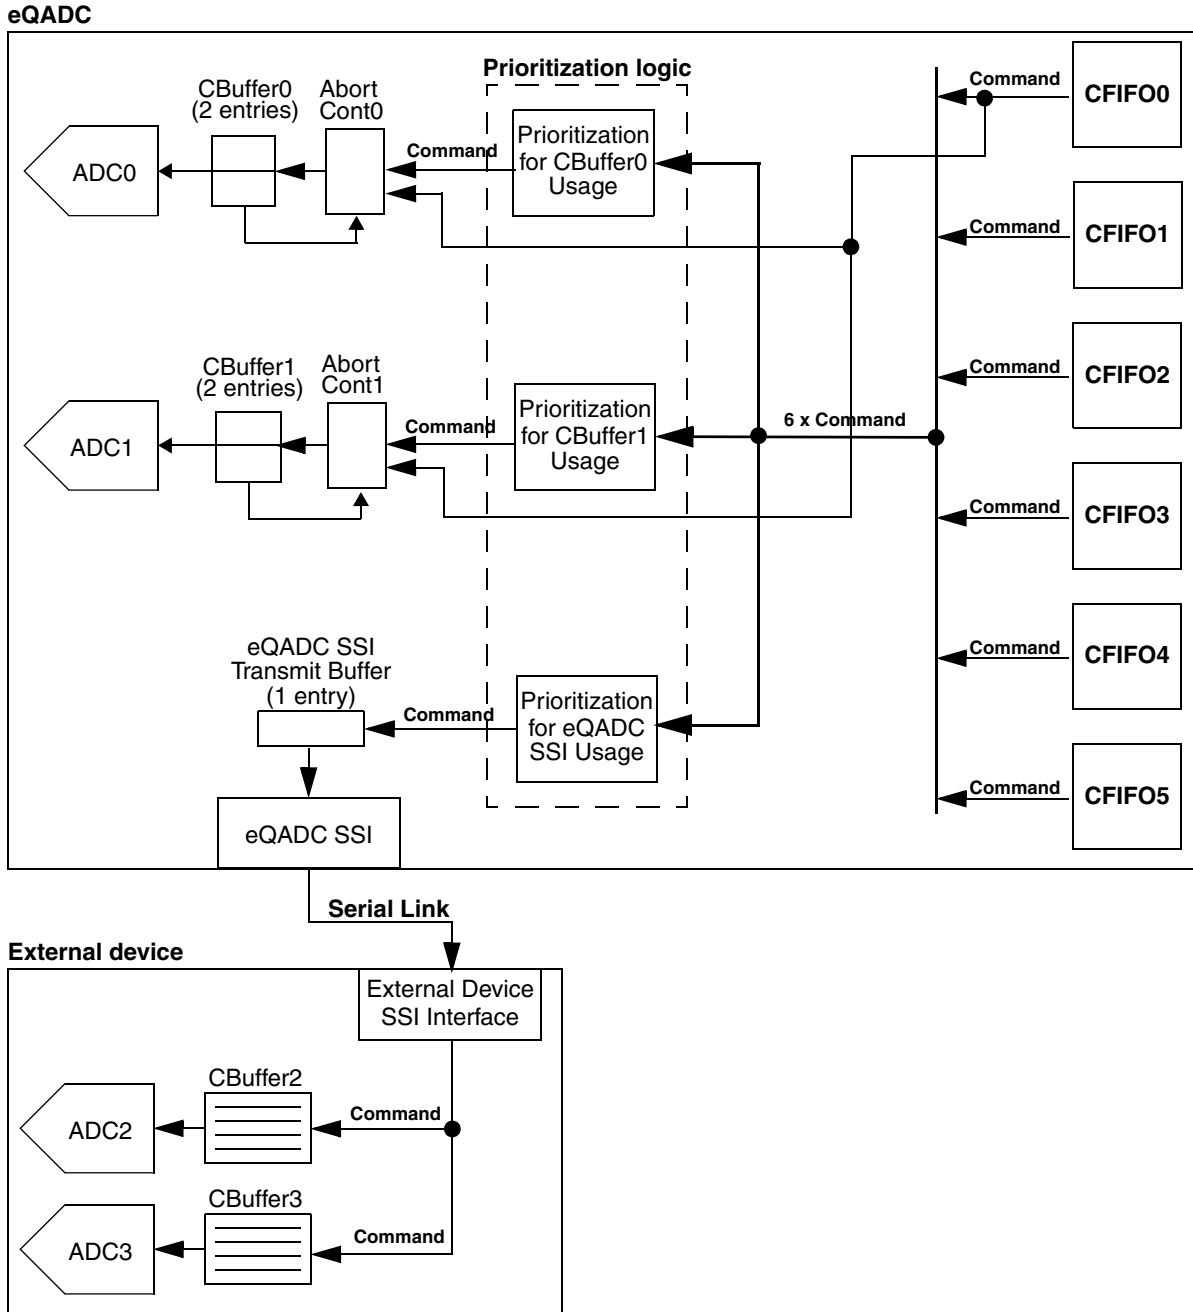 eQADC
Prioritization logic
CBuffer0
(2 entries)
Abort
Cont0
ADC0
Command
Prioritization
for CBuffer0
Usage
Command
CFIFO0
Command
CFIFO1
CBuffer1
(2 entries)
Abort
Cont1
ADC1
Command
Prioritization
for CBuffer1
Usage
6 x Command
Command
CFIFO2
Command
CFIFO3
eQADC SSI
Transmit Buffer
(1 entry)
Command
Prioritization
for eQADC
SSI Usage
Command
CFIFO4
Command
CFIFO5
eQADC SSI
Serial Link
External device
External Device
SSI Interface
CBuffer2
ADC2
Command
CBuffer3
ADC3
Command